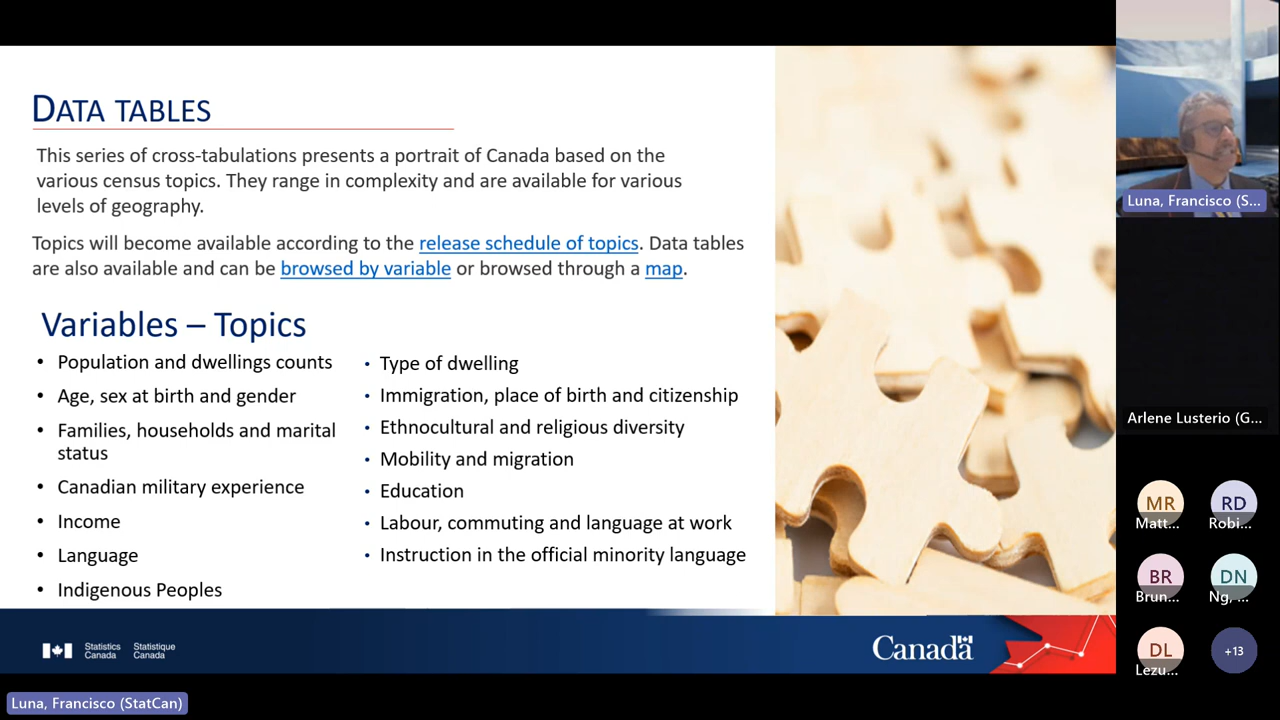 DATA TABLES
This series of cross-tabulations presents a portrait of Canada based on the
various census topics. They range in complexity and are available for various
levels of geography.
Topics will become available according to the release schedule of topics. Data tables
are also available and can be browsed by variable or browsed through a map.
Variables – Topics
• Population and dwellings counts
• Age, sex at birth and gender
• Families, households and marital
status
• Canadian military experience
• Income
• Language
• Indigenous Peoples
• Type of dwelling
• Immigration, place of birth and citizenship
• Ethnocultural and religious diversity
• Mobility and migration
• Education
• Labour, commuting and language at work
• Instruction in the official minority language
Statistics
Canada
Statistique
Canada
Canada
Luna, Francisco (StatCan)
Luna, Francisco (S...
Arlene Lusterio (G...
MR
Matt...
RD
Robi...
BR
Brun...
DN
Ng, ...
DL
Lezu...
+13